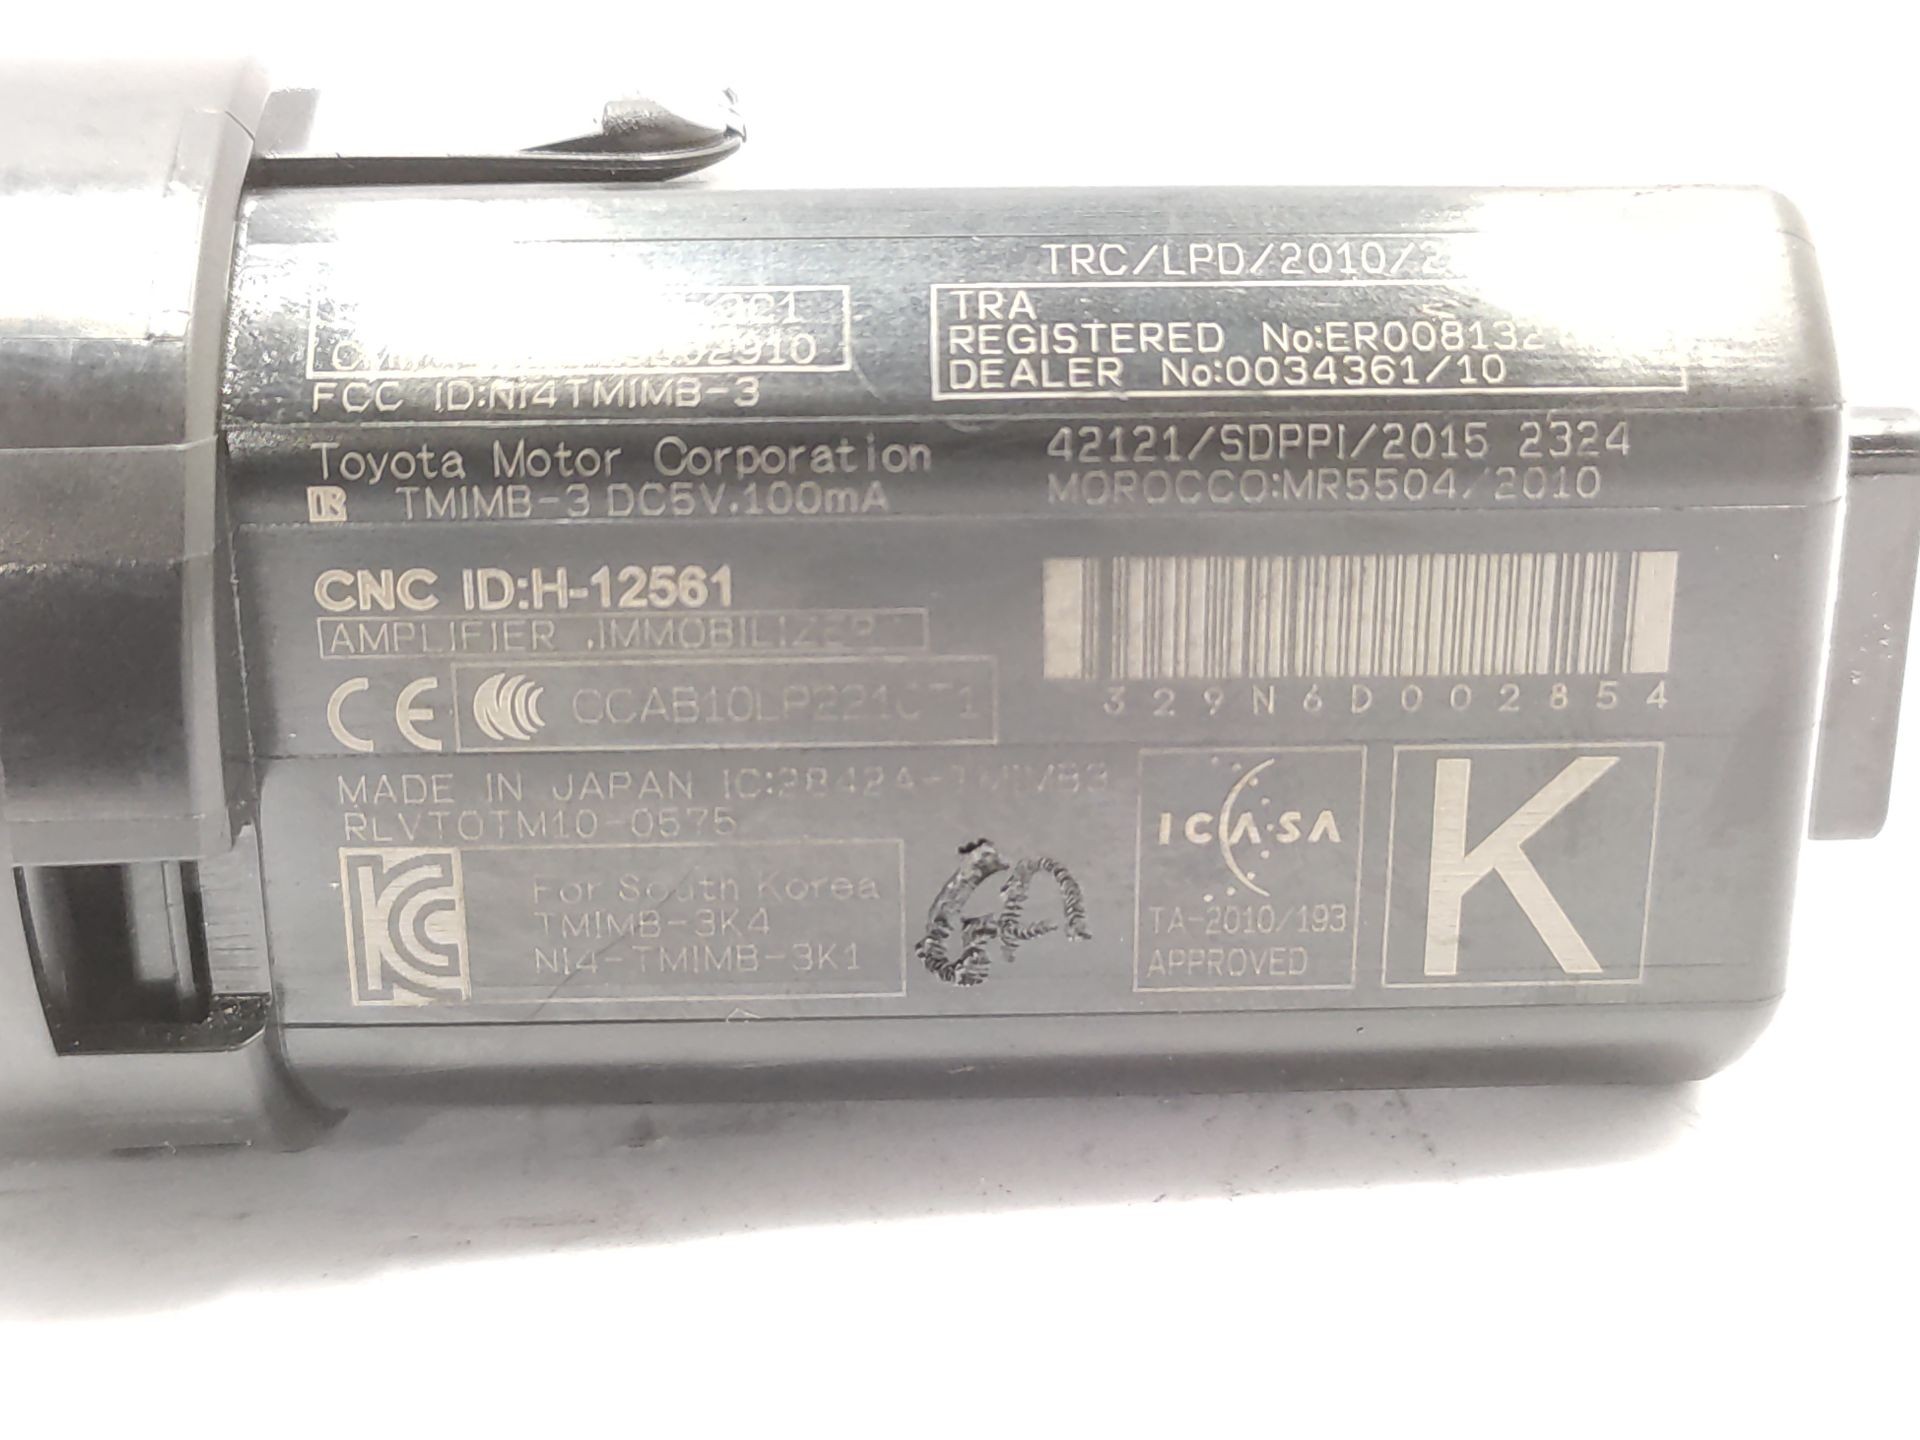 TRC/LPD/2010/
TRA
REGISTERED No:ER008132
DEALER No:0034361/10
FCC ID:NI4TMIMB-3
Toyota Motor Corporation
R TMIMB-3 DC5V.100mA
42121/SDPPI/2015 2324
MOROCCO:MR5504/2010
CNC ID:H-12561
AMPLIFIER ,IMMOBILIZER
CE
329N6D002854
MADE IN JAPAN
RLVTOTM10-0575
For South Korea
TMIMB-3K4
NI4-TMIMB-3K1
ICASA
TA-2010/193
APPROVED
K